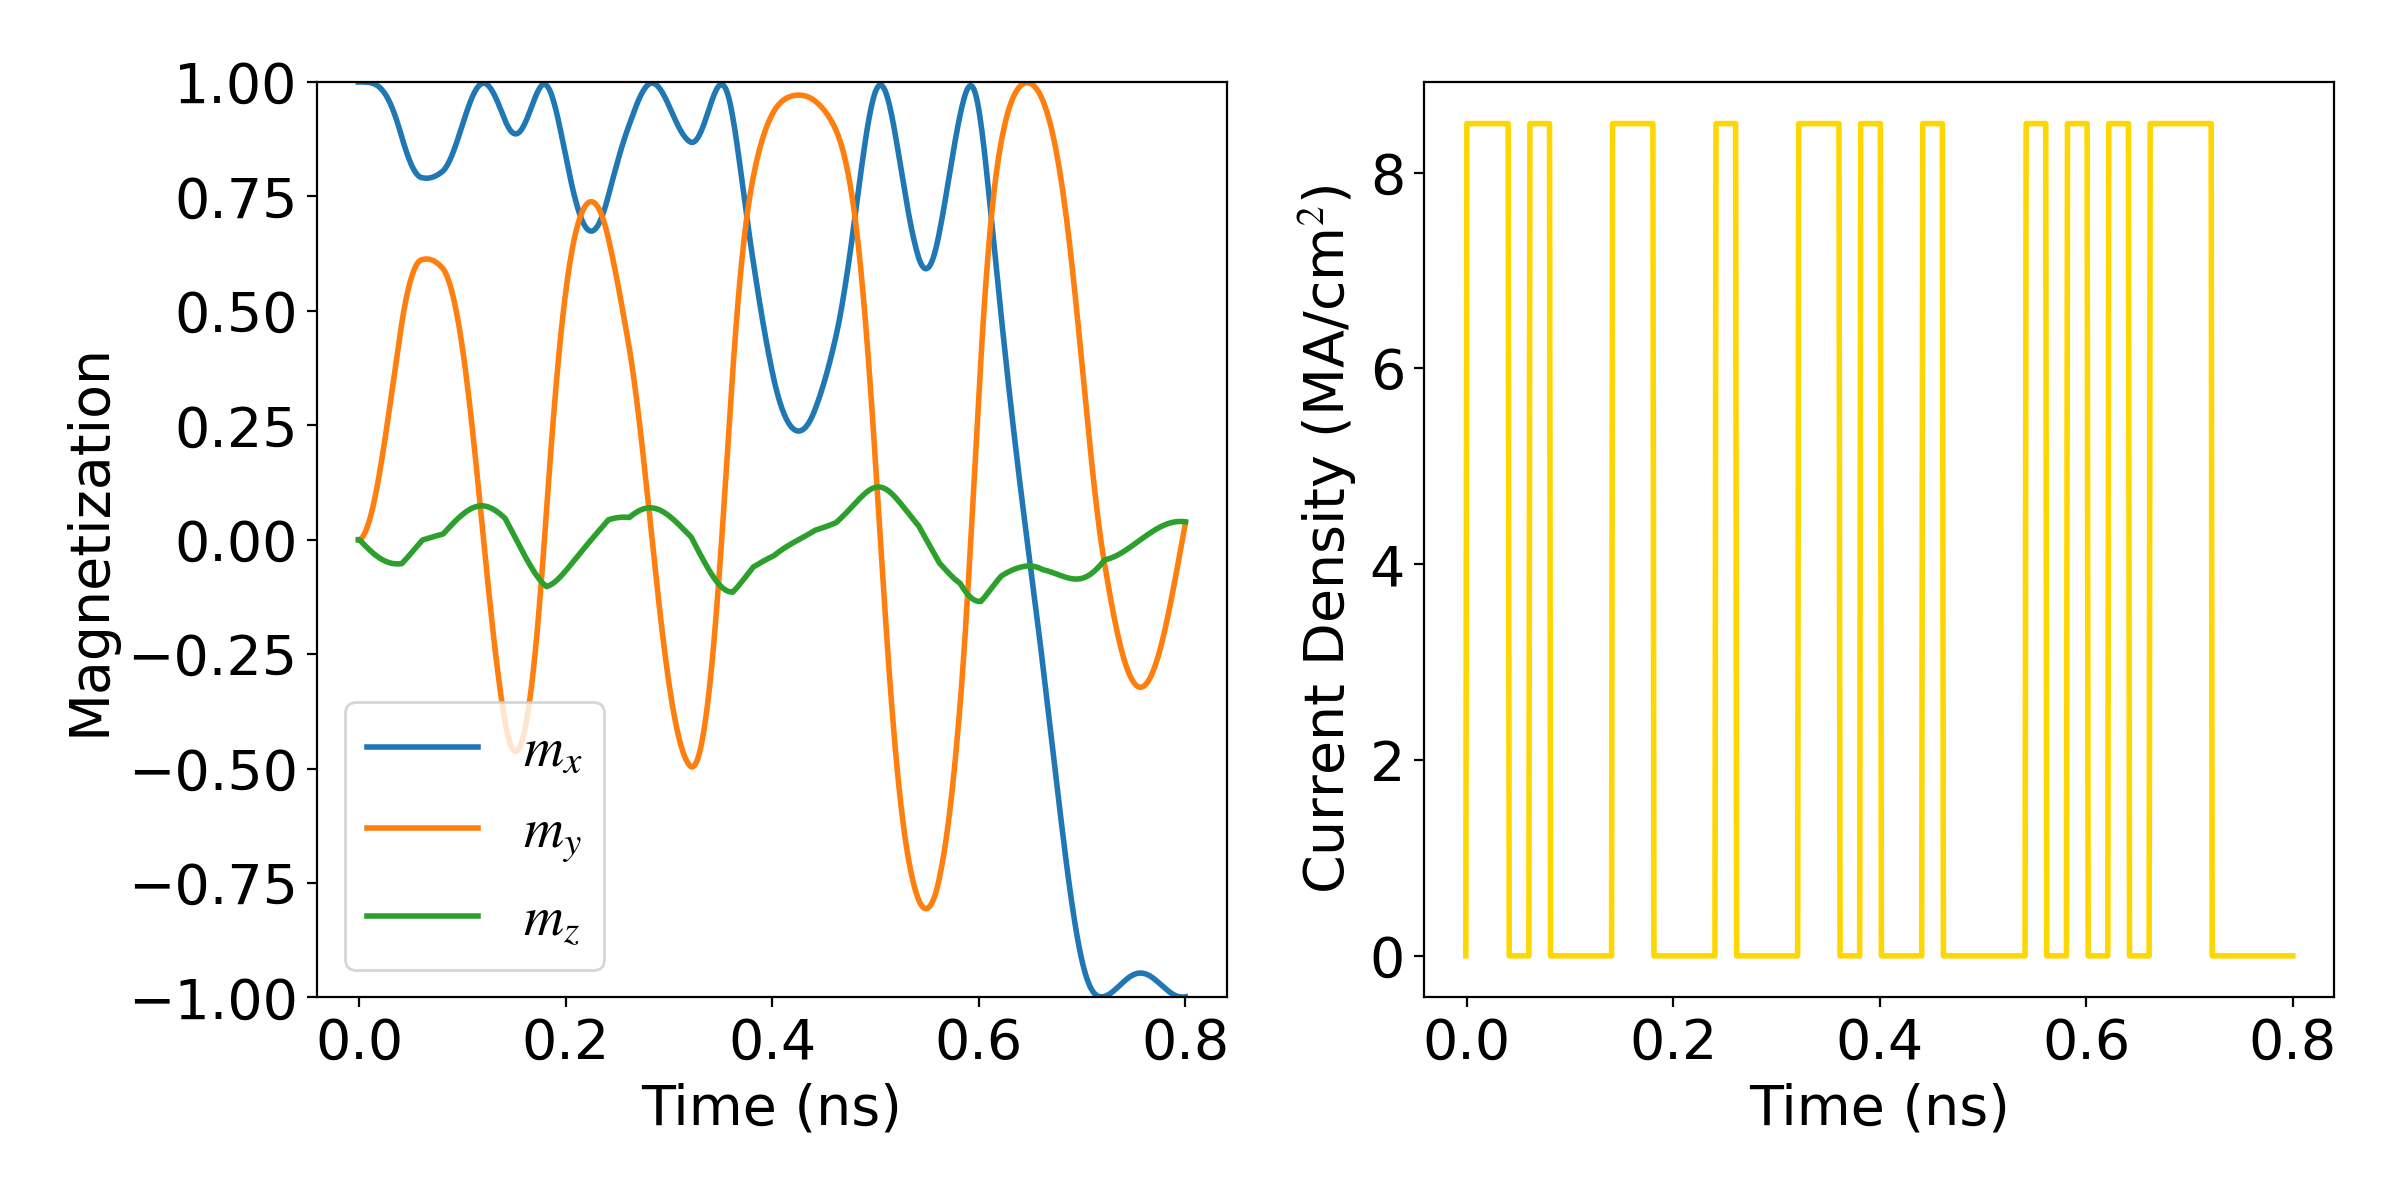 1.00
0.75
0.50
0.25
0.00
−0.25
−0.50
−0.75
−1.00
Magnetization
m_x
m_y
m_z
0.0 0.2 0.4 0.6 0.8
Time (ns)
8
6
4
2
0
Current Density (MA/cm²)
0.0 0.2 0.4 0.6 0.8
Time (ns)